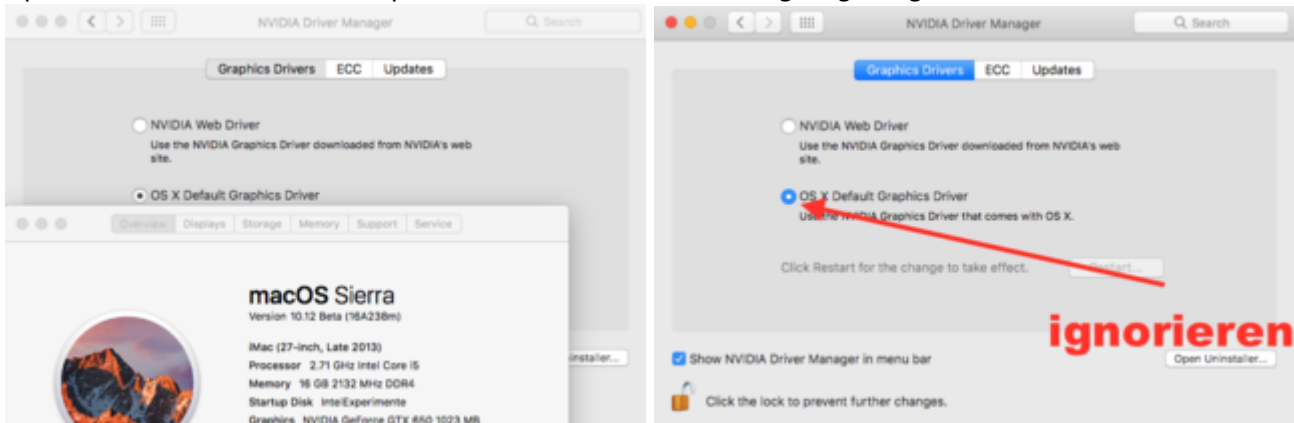 NVIDIA Driver Manager
Search
Graphics Drivers ECC Updates
NVIDIA Web Driver
Use the NVIDIA Graphics Driver downloaded from NVIDIA's web
site.
OS X Default Graphics Driver
Overview Displays Storage Memory Support Service
macOS Sierra
Version 10.12 Beta (16A238m)
iMac (27-inch, Late 2013)
Processor 2.71 GHz Intel Core i5
Memory 16 GB 2132 MHz DDR4
Startup Disk IntelExperimente
Graphics NVIDIA GeForce GTX 650 1023 MB
NVIDIA Driver Manager
Search
Graphics Drivers ECC Updates
NVIDIA Web Driver
Use the NVIDIA Graphics Driver downloaded from NVIDIA's web
site.
OS X Default Graphics Driver
Use the NVIDIA Graphics Driver that comes with OS X.
Click Restart for the change to take effect. Restart...
ignorieren
Show NVIDIA Driver Manager in menu bar
Open Uninstaller...
Click the lock to prevent further changes.